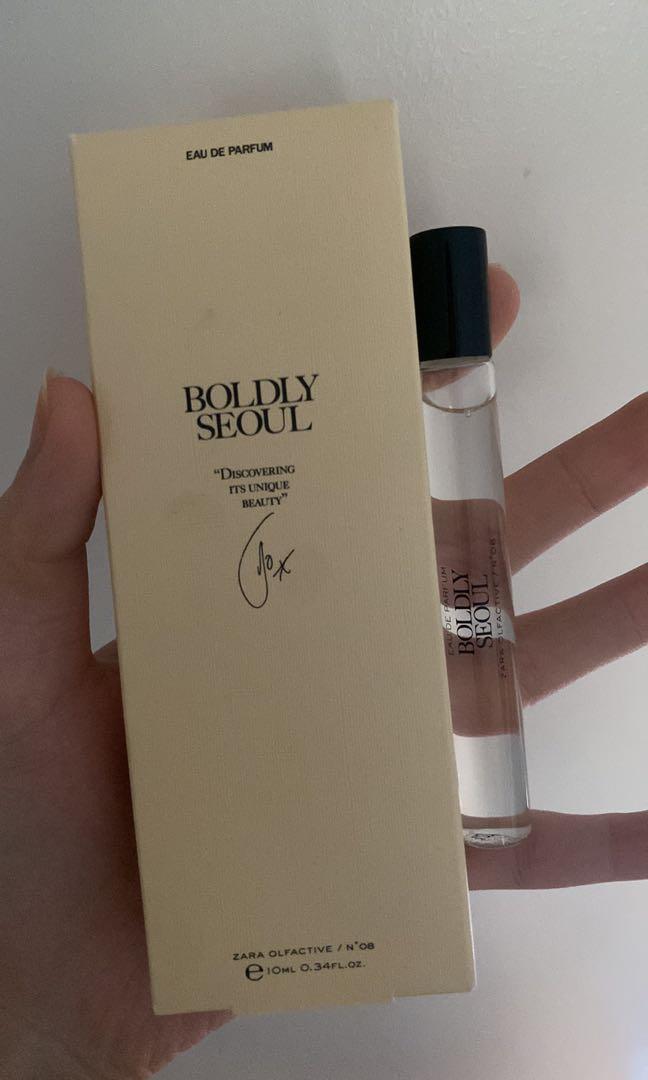 EAU DE PARFUM
BOLDLY
SEOUL
“DISCOVERING
ITS UNIQUE
BEAUTY”
Jo x
ZARA OLFACTIVE / N°08
e 10ML 0.34FL.OZ.
EAU DE PARFUM
BOLDLY
SEOUL
ZARA OLFACTIVE / N°08